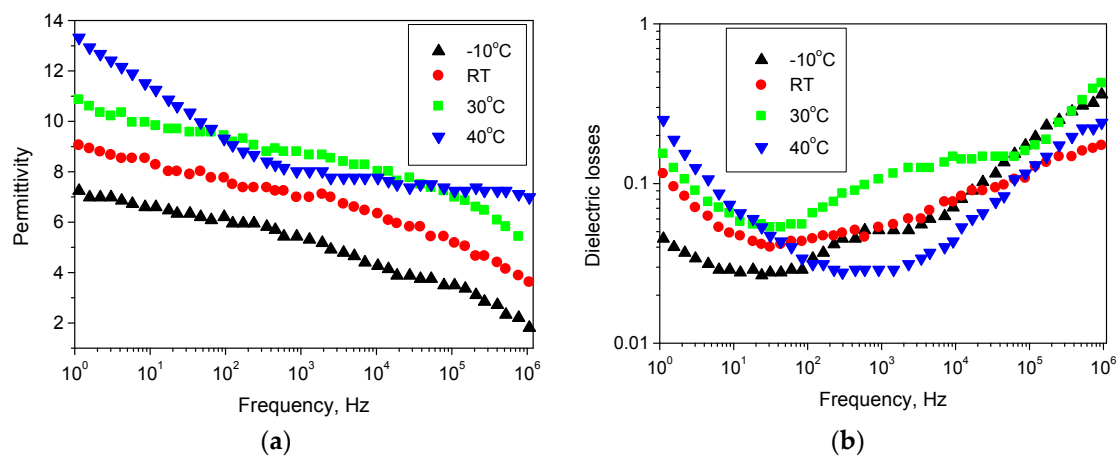 14
12
10
8
6
4
2
Permittivity
-10°C
RT
30°C
40°C
10⁰ 10¹ 10² 10³ 10⁴ 10⁵ 10⁶
Frequency, Hz
(a)
1
0.1
0.01
Dielectric losses
-10°C
RT
30°C
40°C
10⁰ 10¹ 10² 10³ 10⁴ 10⁵ 10⁶
Frequency, Hz
(b)